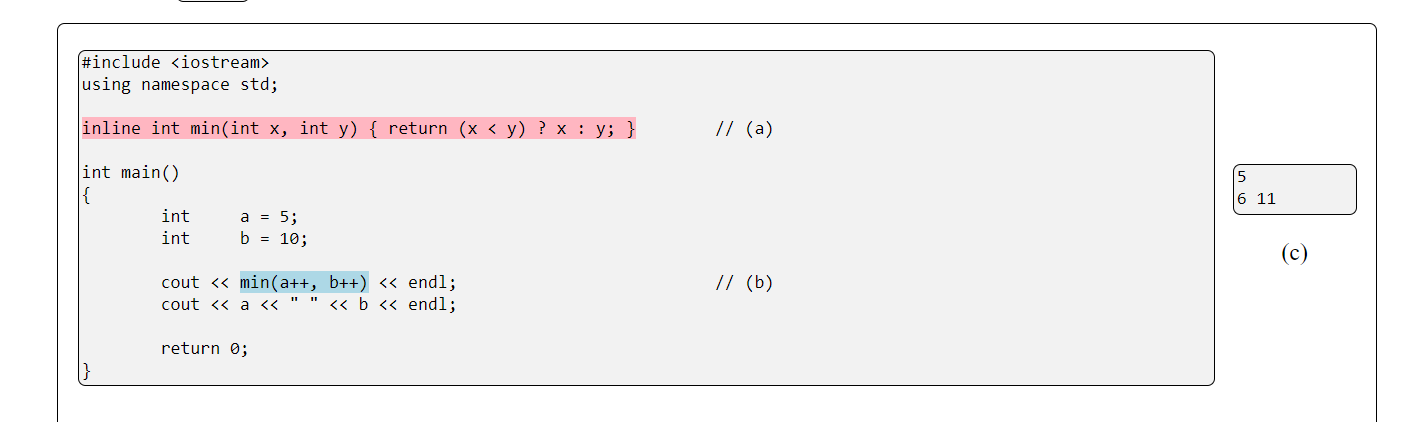 #include <iostream>
using namespace std;
inline int min(int x, int y) { return (x < y) ? x : y; } // (a)
int main()
{
int a = 5;
int b = 10;
cout << min(a++, b++) << endl; // (b)
cout << a << " " << b << endl;
return 0;
}
5
6 11
(c)